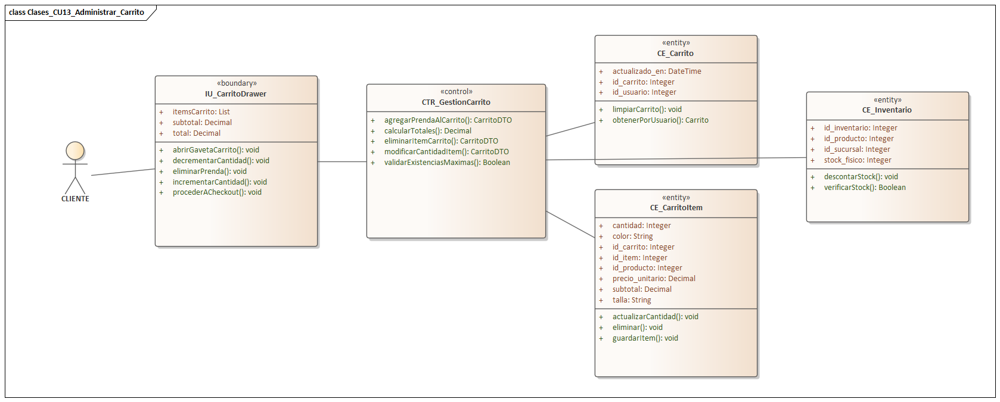 class Clases_CU13_Administrar_Carrito
CLIENTE
«boundary»
IU_CarritoDrawer
+ itemsCarrito: List
+ subtotal: Decimal
+ total: Decimal
+ abrirGavetaCarrito(): void
+ decrementarCantidad(): void
+ eliminarPrenda(): void
+ incrementarCantidad(): void
+ procederACheckout(): void
«control»
CTR_GestionCarrito
+ agregarPrendaAlCarrito(): CarritoDTO
+ calcularTotales(): Decimal
+ eliminarItemCarrito(): CarritoDTO
+ modificarCantidadItem(): CarritoDTO
+ validarExistenciasMaximas(): Boolean
«entity»
CE_Carrito
+ actualizado_en: DateTime
+ id_carrito: Integer
+ id_usuario: Integer
+ limpiarCarrito(): void
+ obtenerPorUsuario(): Carrito
«entity»
CE_CarritoItem
+ cantidad: Integer
+ color: String
+ id_carrito: Integer
+ id_item: Integer
+ id_producto: Integer
+ precio_unitario: Decimal
+ subtotal: Decimal
+ talla: String
+ actualizarCantidad(): void
+ eliminar(): void
+ guardarItem(): void
«entity»
CE_Inventario
+ id_inventario: Integer
+ id_producto: Integer
+ id_sucursal: Integer
+ stock_fisico: Integer
+ descontarStock(): void
+ verificarStock(): Boolean